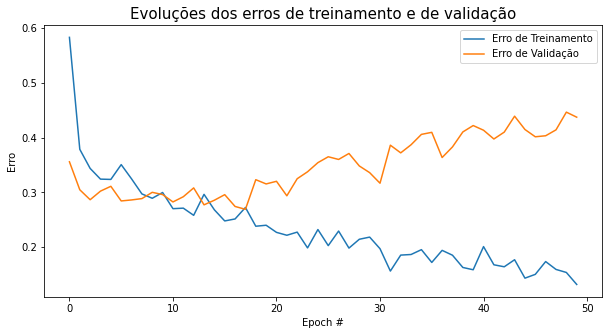 Evoluções dos erros de treinamento e de validação
Erro de Treinamento
Erro de Validação
0.6
0.5
0.4
0.3
0.2
Erro
0
10
20
30
40
50
Epoch #